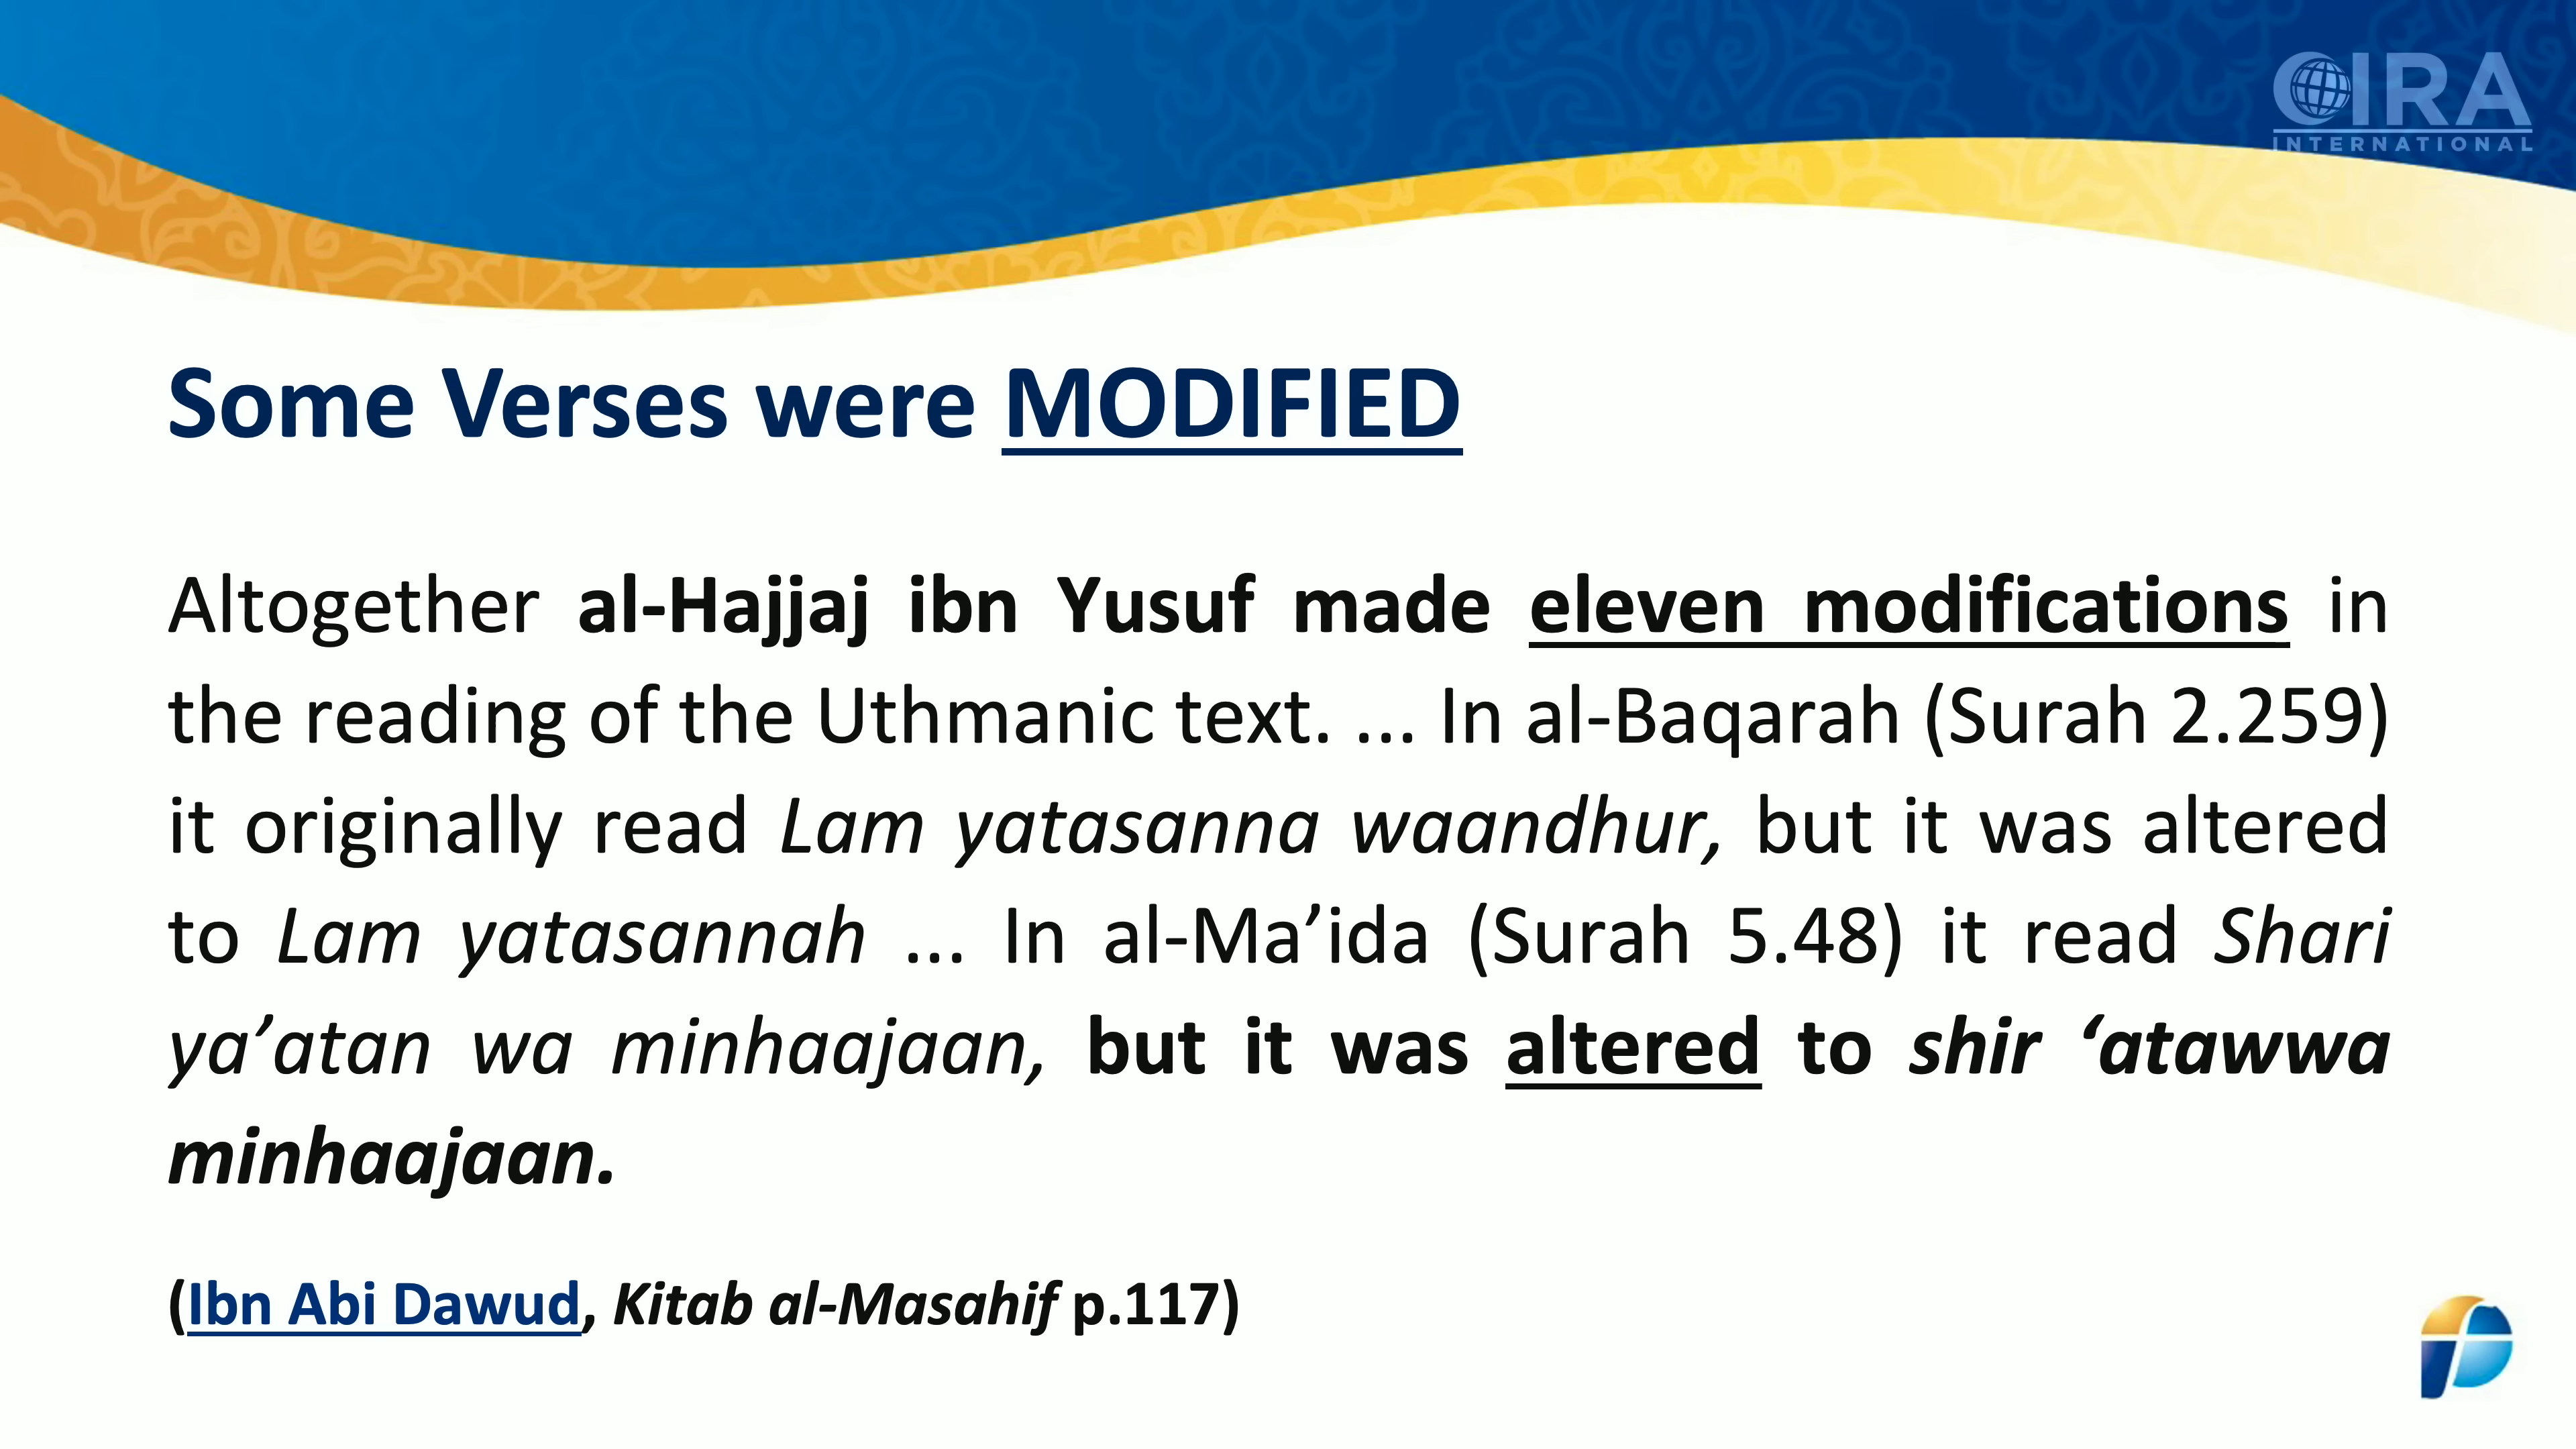 CIRA
INTERNATIONAL
Some Verses were MODIFIED
Altogether al-Hajjaj ibn Yusuf made eleven modifications in
the reading of the Uthmanic text. ... In al-Baqarah (Surah 2.259)
it originally read Lam yatasanna waandhur, but it was altered
to Lam yatasannah ... In al-Ma’ida (Surah 5.48) it read Shari
ya’atan wa minhaajaan, but it was altered to shir ‘atawwa
minhaajaan.
(Ibn Abi Dawud, Kitab al-Masahif p.117)